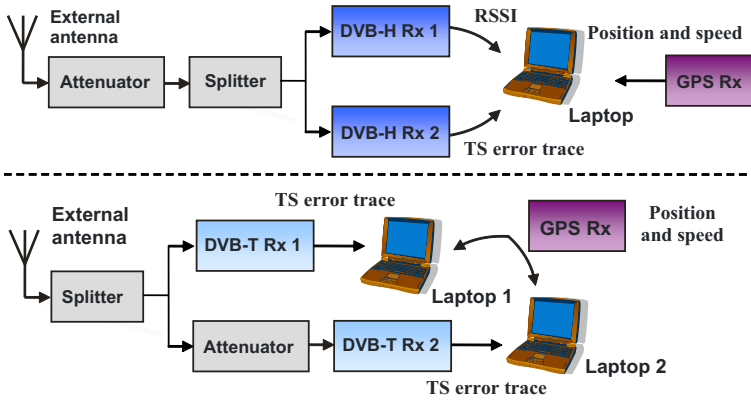 External
antenna
Attenuator
Splitter
DVB-H Rx 1
DVB-H Rx 2
RSSI
TS error trace
Laptop
Position and speed
GPS Rx
External
antenna
Splitter
DVB-T Rx 1
TS error trace
Laptop 1
GPS Rx
Position
and speed
Attenuator
DVB-T Rx 2
TS error trace
Laptop 2